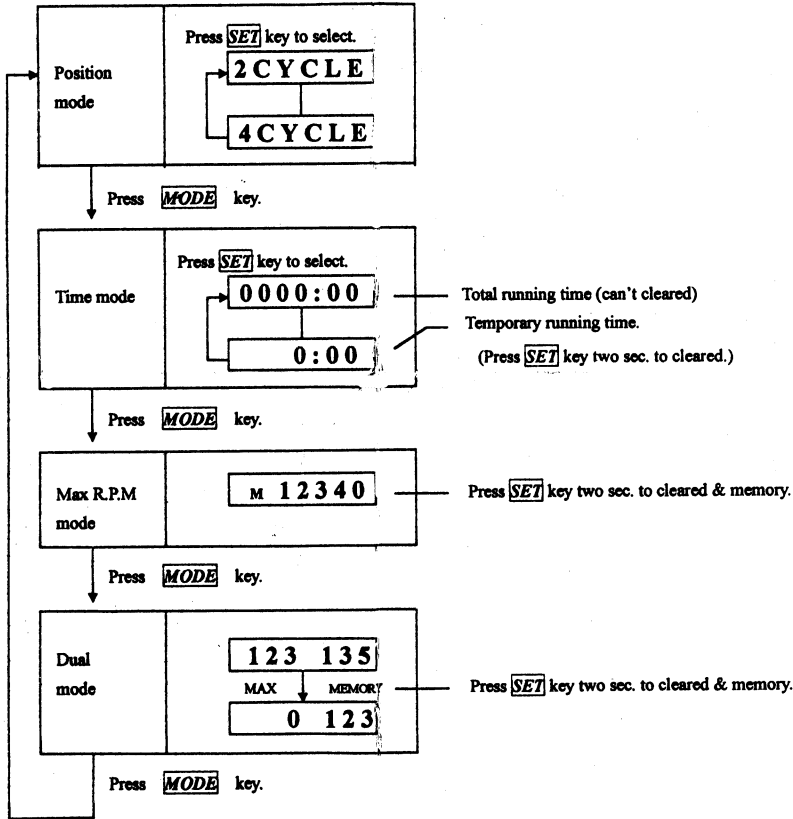 Press SET key to select.
Position
mode
2CYCLE
4CYCLE
Press MODE key.
Press SET key to select.
Time mode
0000:00
Total running time (can't cleared)
Temporary running time.
0:00
(Press SET key two sec. to cleared.)
Press MODE key.
Max R.P.M
mode
M 12340
Press SET key two sec. to cleared & memory.
Press MODE key.
Dual
mode
123 135
MAX MEMORY
Press SET key two sec. to cleared & memory.
0 123
Press MODE key.